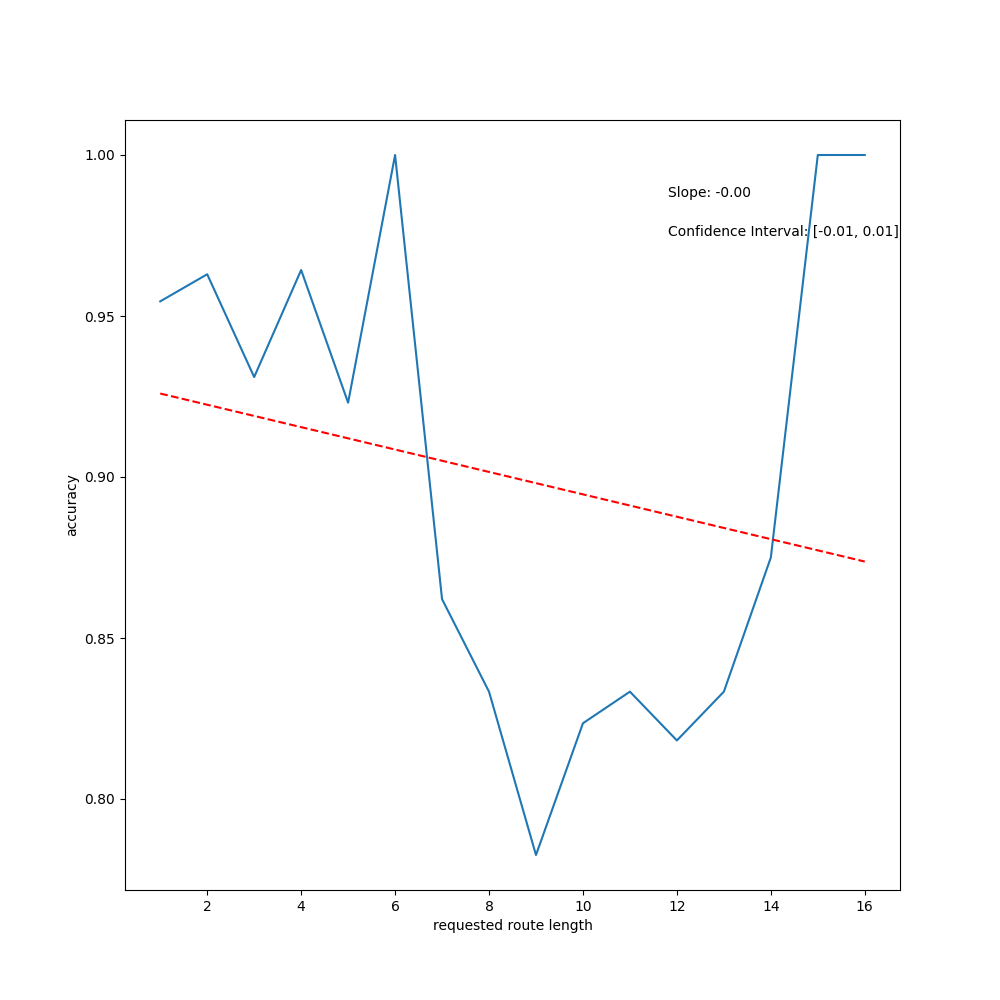 1.00
0.95
0.90
0.85
0.80
accuracy
Slope: -0.00
Confidence Interval: [-0.01, 0.01]
2 4 6 8 10 12 14 16
requested route length